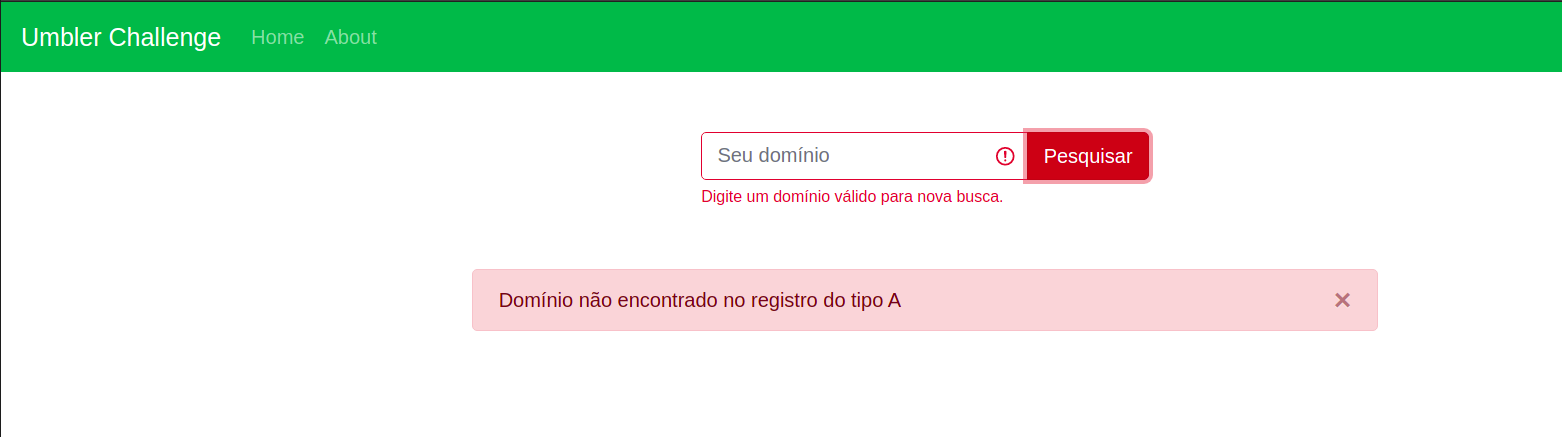 Umbler Challenge Home About
Seu domínio Pesquisar
Digite um domínio válido para nova busca.
Domínio não encontrado no registro do tipo A ×